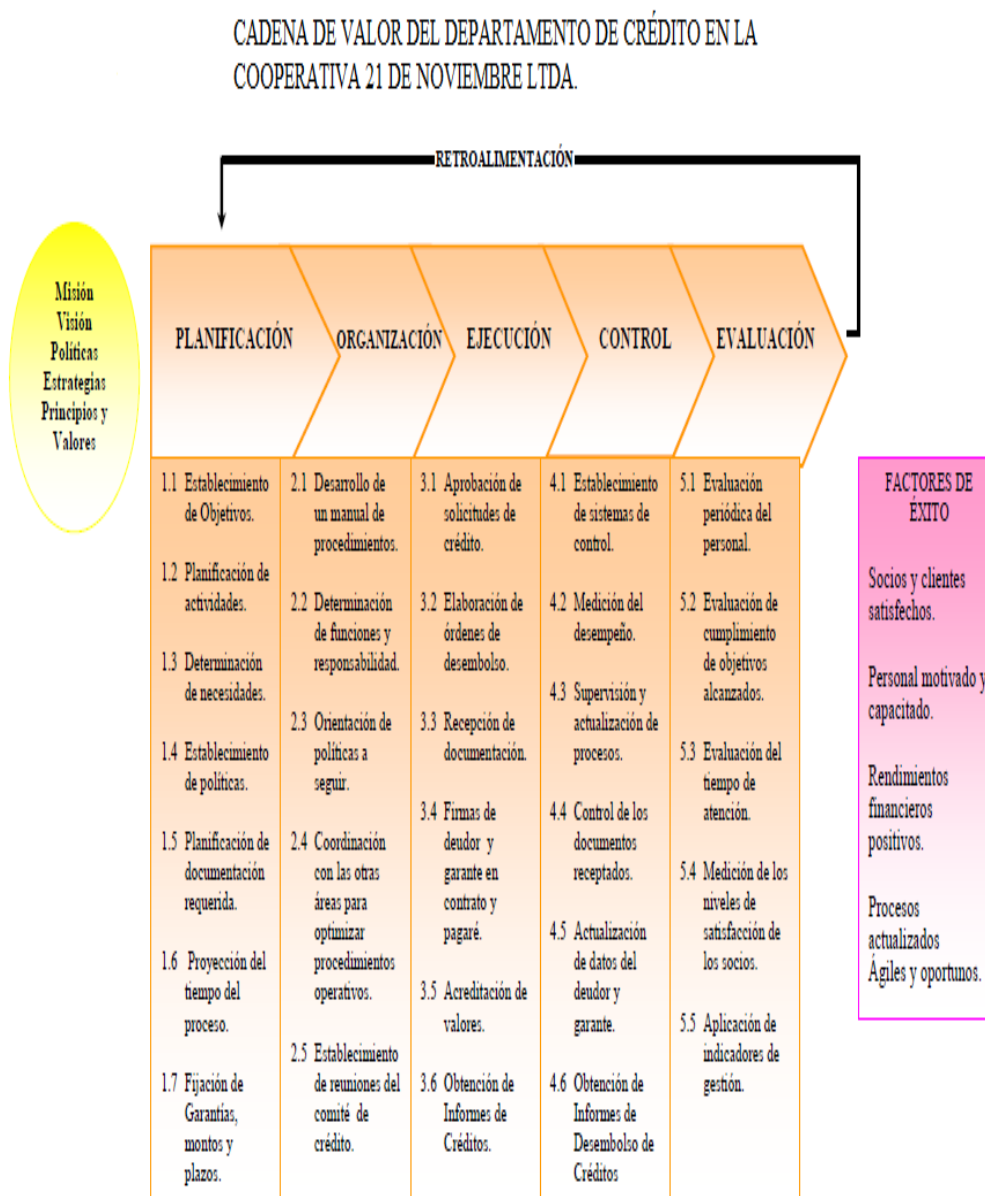 CADENA DE VALOR DEL DEPARTAMENTO DE CRÉDITO EN LA
COOPERATIVA 21 DE NOVIEMBRE LTDA.
RETROALIMENTACIÓN
Misión
Visión
Políticas
Estrategias
Principios y
Valores
PLANIFICACIÓN
ORGANIZACIÓN
EJECUCIÓN
CONTROL
EVALUACIÓN
1.1 Establecimiento
de Objetivos.
1.2 Planificación de
actividades.
1.3 Determinación
de necesidades.
1.4 Establecimiento
de políticas.
1.5 Planificación de
documentación
requerida.
1.6 Proyección del
tiempo del
proceso.
1.7 Fijación de
Garantías,
montos y
plazos.
2.1 Desarrollo de
un manual de
procedimientos.
2.2 Determinación
de funciones y
responsabilidad.
2.3 Orientación de
políticas a
seguir.
2.4 Coordinación
con las otras
áreas para
optimizar
procedimientos
operativos.
2.5 Establecimiento
de reuniones del
comité de
crédito.
3.1 Aprobación de
solicitudes de
crédito.
3.2 Elaboración de
órdenes de
desembolso.
3.3 Recepción de
documentación.
3.4 Firmas de
deudor y
garante en
contrato y
pagaré.
3.5 Acreditación de
valores.
3.6 Obtención de
Informes de
Créditos.
4.1 Establecimiento
de sistemas de
control.
4.2 Medición del
desempeño.
4.3 Supervisión y
actualización de
procesos.
4.4 Control de los
documentos
receptados.
4.5 Actualización
de datos del
deudor y
garante.
4.6 Obtención de
Informes de
Desembolso de
Créditos
5.1 Evaluación
periódica del
personal.
5.2 Evaluación de
cumplimiento
de objetivos
alcanzados.
5.3 Evaluación del
tiempo de
atención.
5.4 Medición de los
niveles de
satisfacción de
los socios.
5.5 Aplicación de
indicadores de
gestión.
FACTORES DE
ÉXITO
Socios y clientes
satisfechos.
Personal motivado y
capacitado.
Rendimientos
financieros
positivos.
Procesos
actualizados
Ágiles y oportunos.